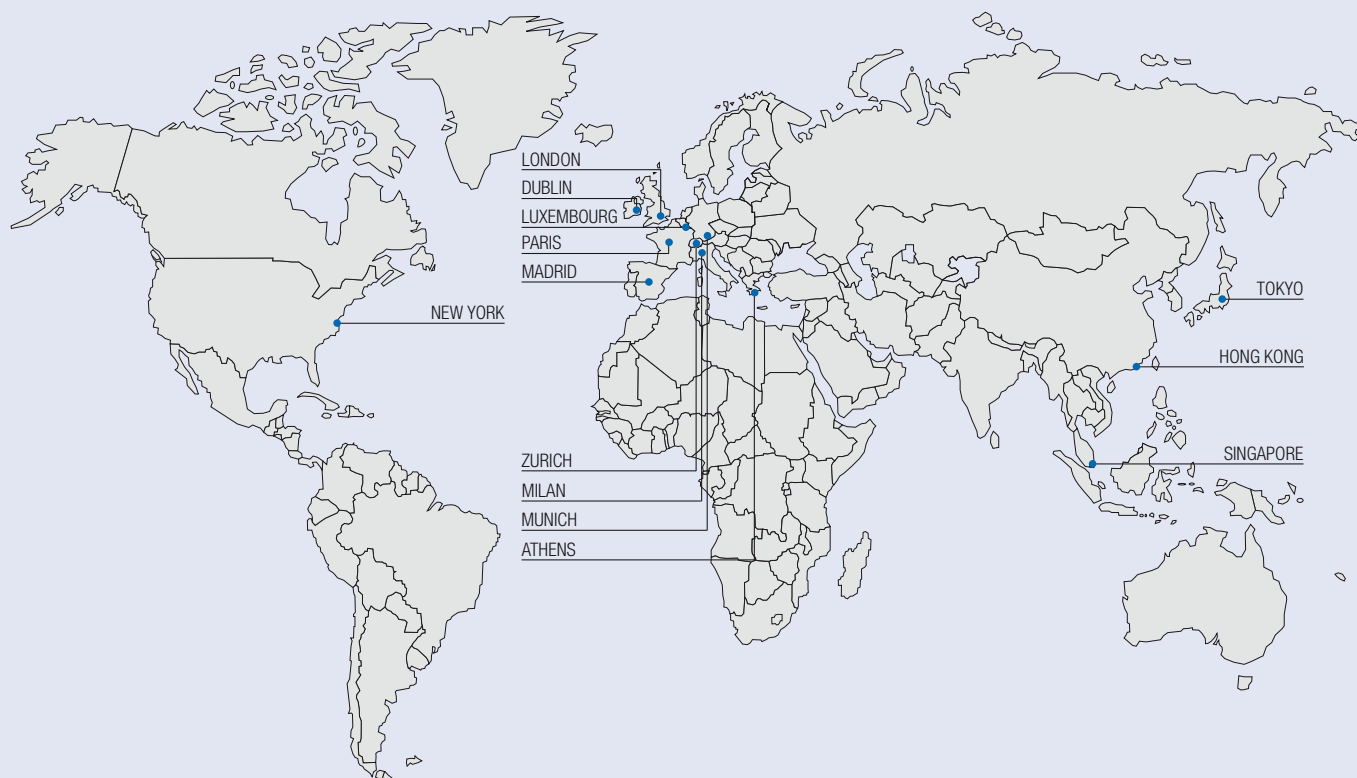 LONDON
DUBLIN
LUXEMBOURG
PARIS
MADRID
NEW YORK
TOKYO
HONG KONG
SINGAPORE
ZURICH
MILAN
MUNICH
ATHENS